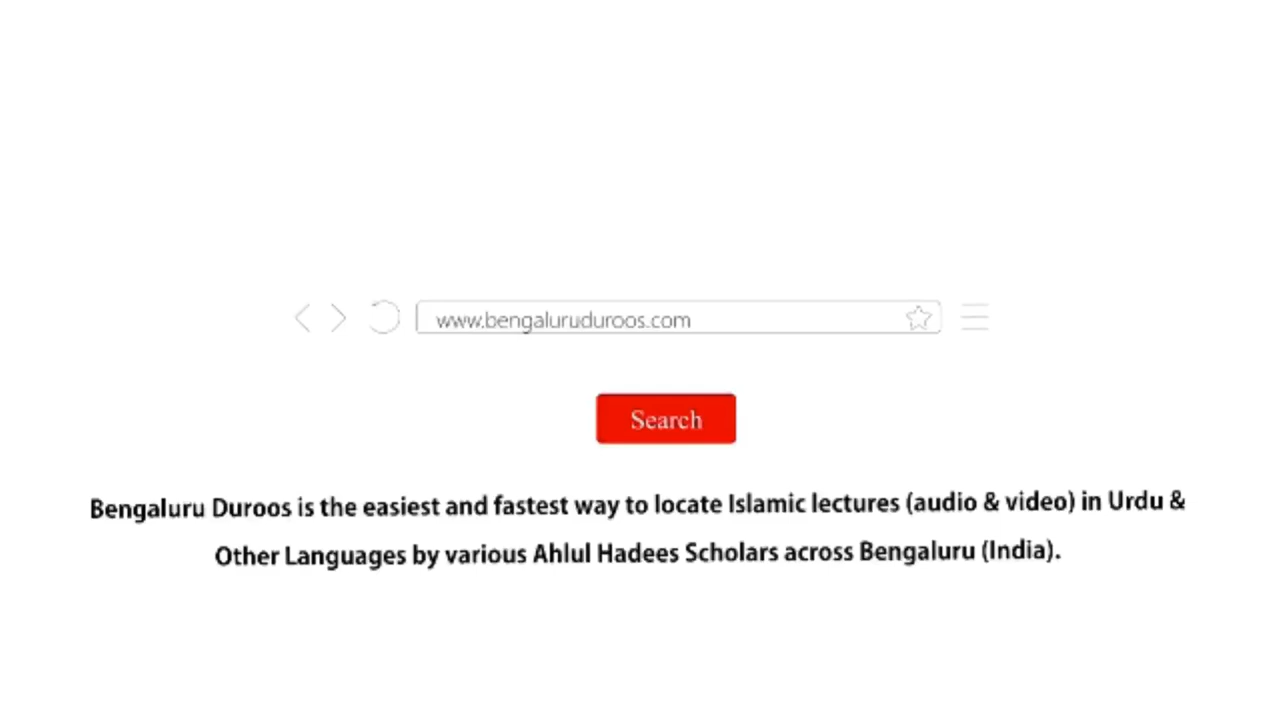 www.bengaluruduroos.com
Search
Bengaluru Duroos is the easiest and fastest way to locate Islamic lectures (audio & video) in Urdu &
Other Languages by various Ahlul Hadees Scholars across Bengaluru (India).